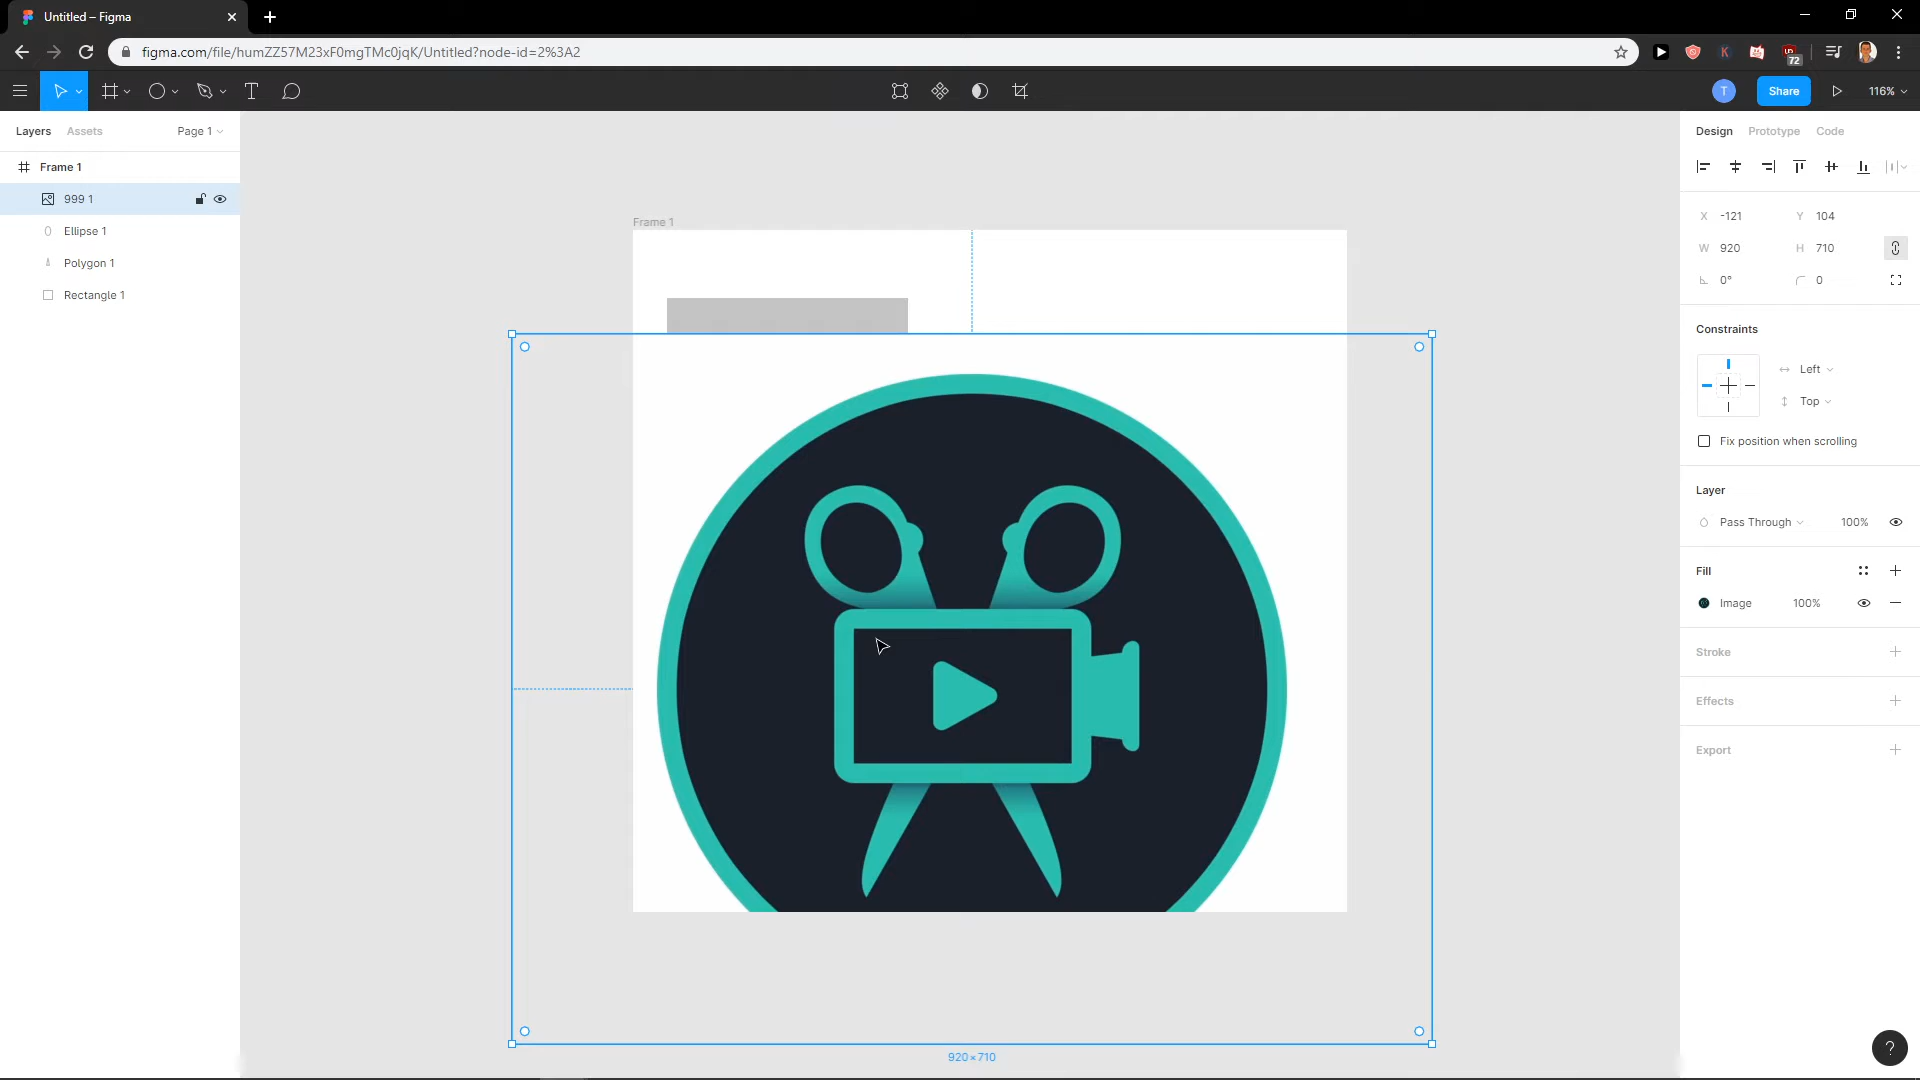 Untitled – Figma
figma.com/file/humZZ57M23xF0mgTMc0jqK/Untitled?node-id=2%3A2
K
72
T
Share
116%
Layers
Assets
Page 1
Design
Prototype
Code
Frame 1
999 1
Ellipse 1
Polygon 1
Rectangle 1
Frame 1
920 × 710
X -121
Y 104
W 920
H 710
0°
0
Constraints
Left
Top
Fix position when scrolling
Layer
Pass Through
100%
Fill
Image
100%
Stroke
Effects
Export
?